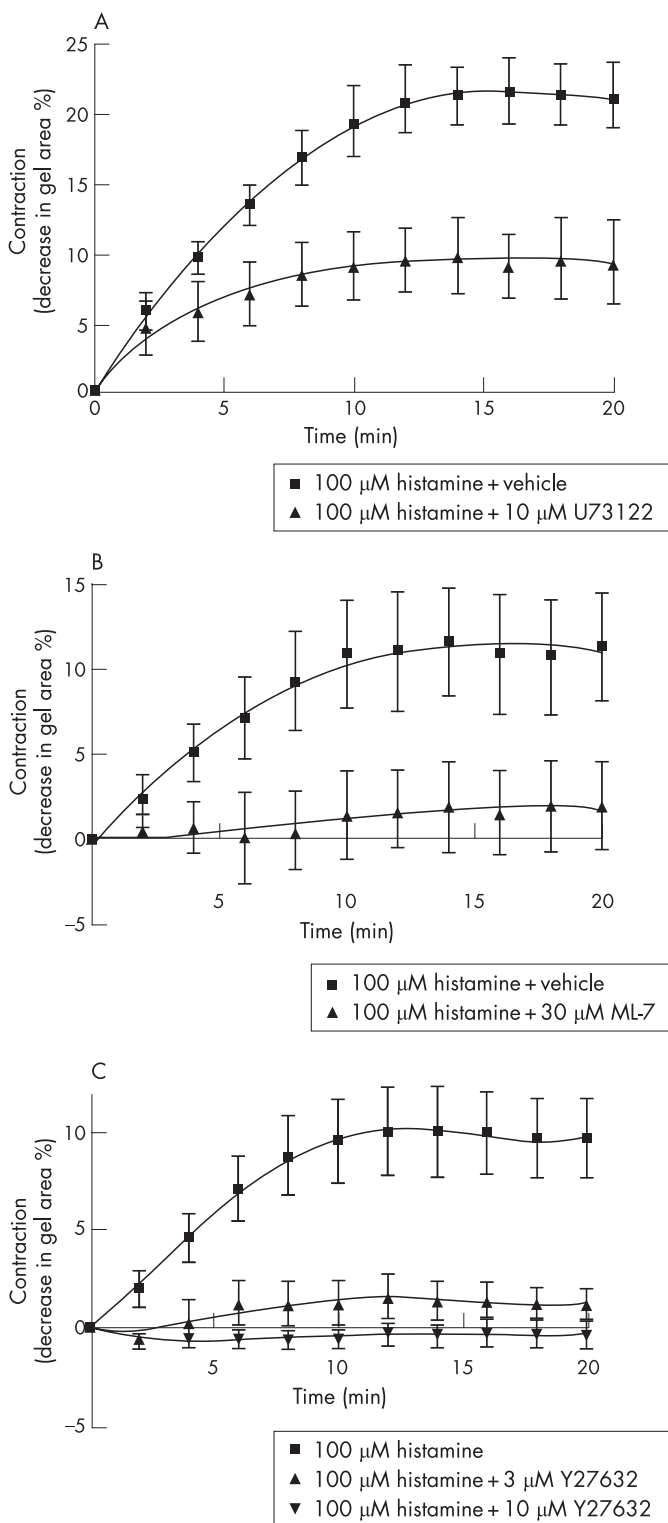 A
25
20
15
10
5
0
Contraction
(decrease in gel area %)
0 5 10 15 20
Time (min)
■ 100 μM histamine + vehicle
▲ 100 μM histamine + 10 μM U73122
B
15
10
5
0
–5
Contraction
(decrease in gel area %)
5 10 15 20
Time (min)
■ 100 μM histamine + vehicle
▲ 100 μM histamine + 30 μM ML-7
C
10
5
0
–5
Contraction
(decrease in gel area %)
5 10 15 20
Time (min)
■ 100 μM histamine
▲ 100 μM histamine + 3 μM Y27632
▼ 100 μM histamine + 10 μM Y27632